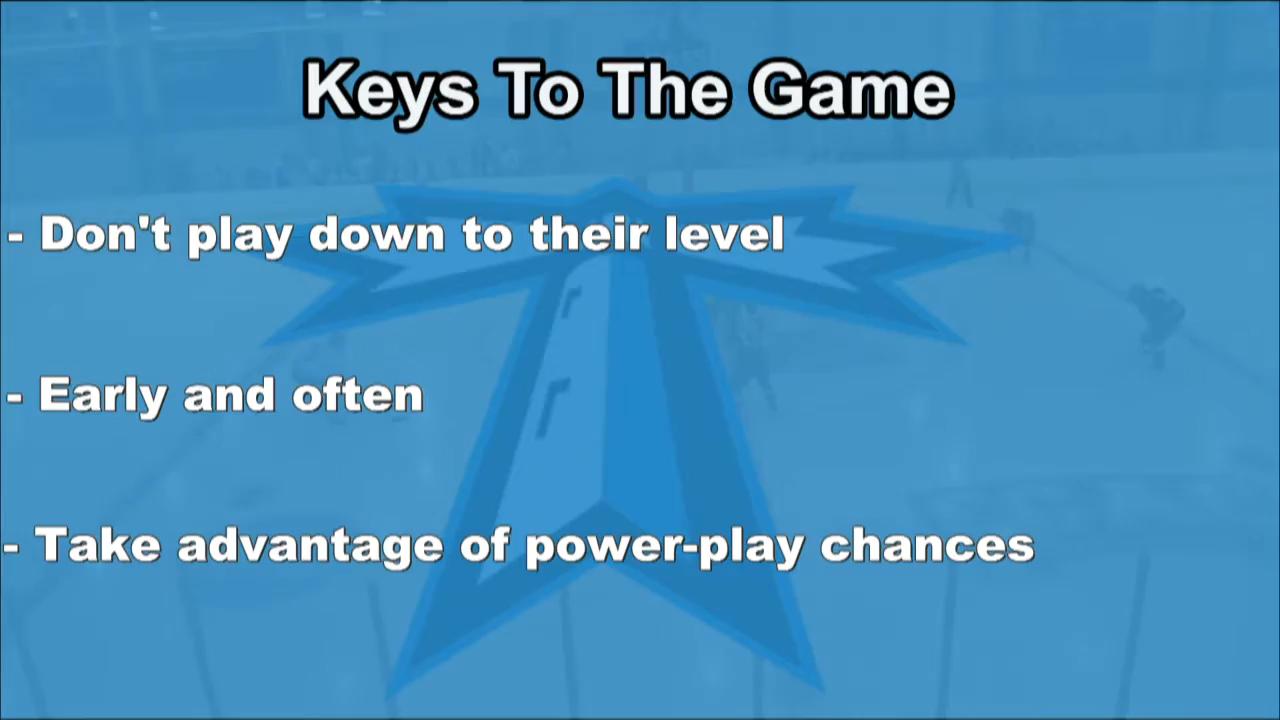 Keys To The Game
- Don't play down to their level
- Early and often
- Take advantage of power-play chances